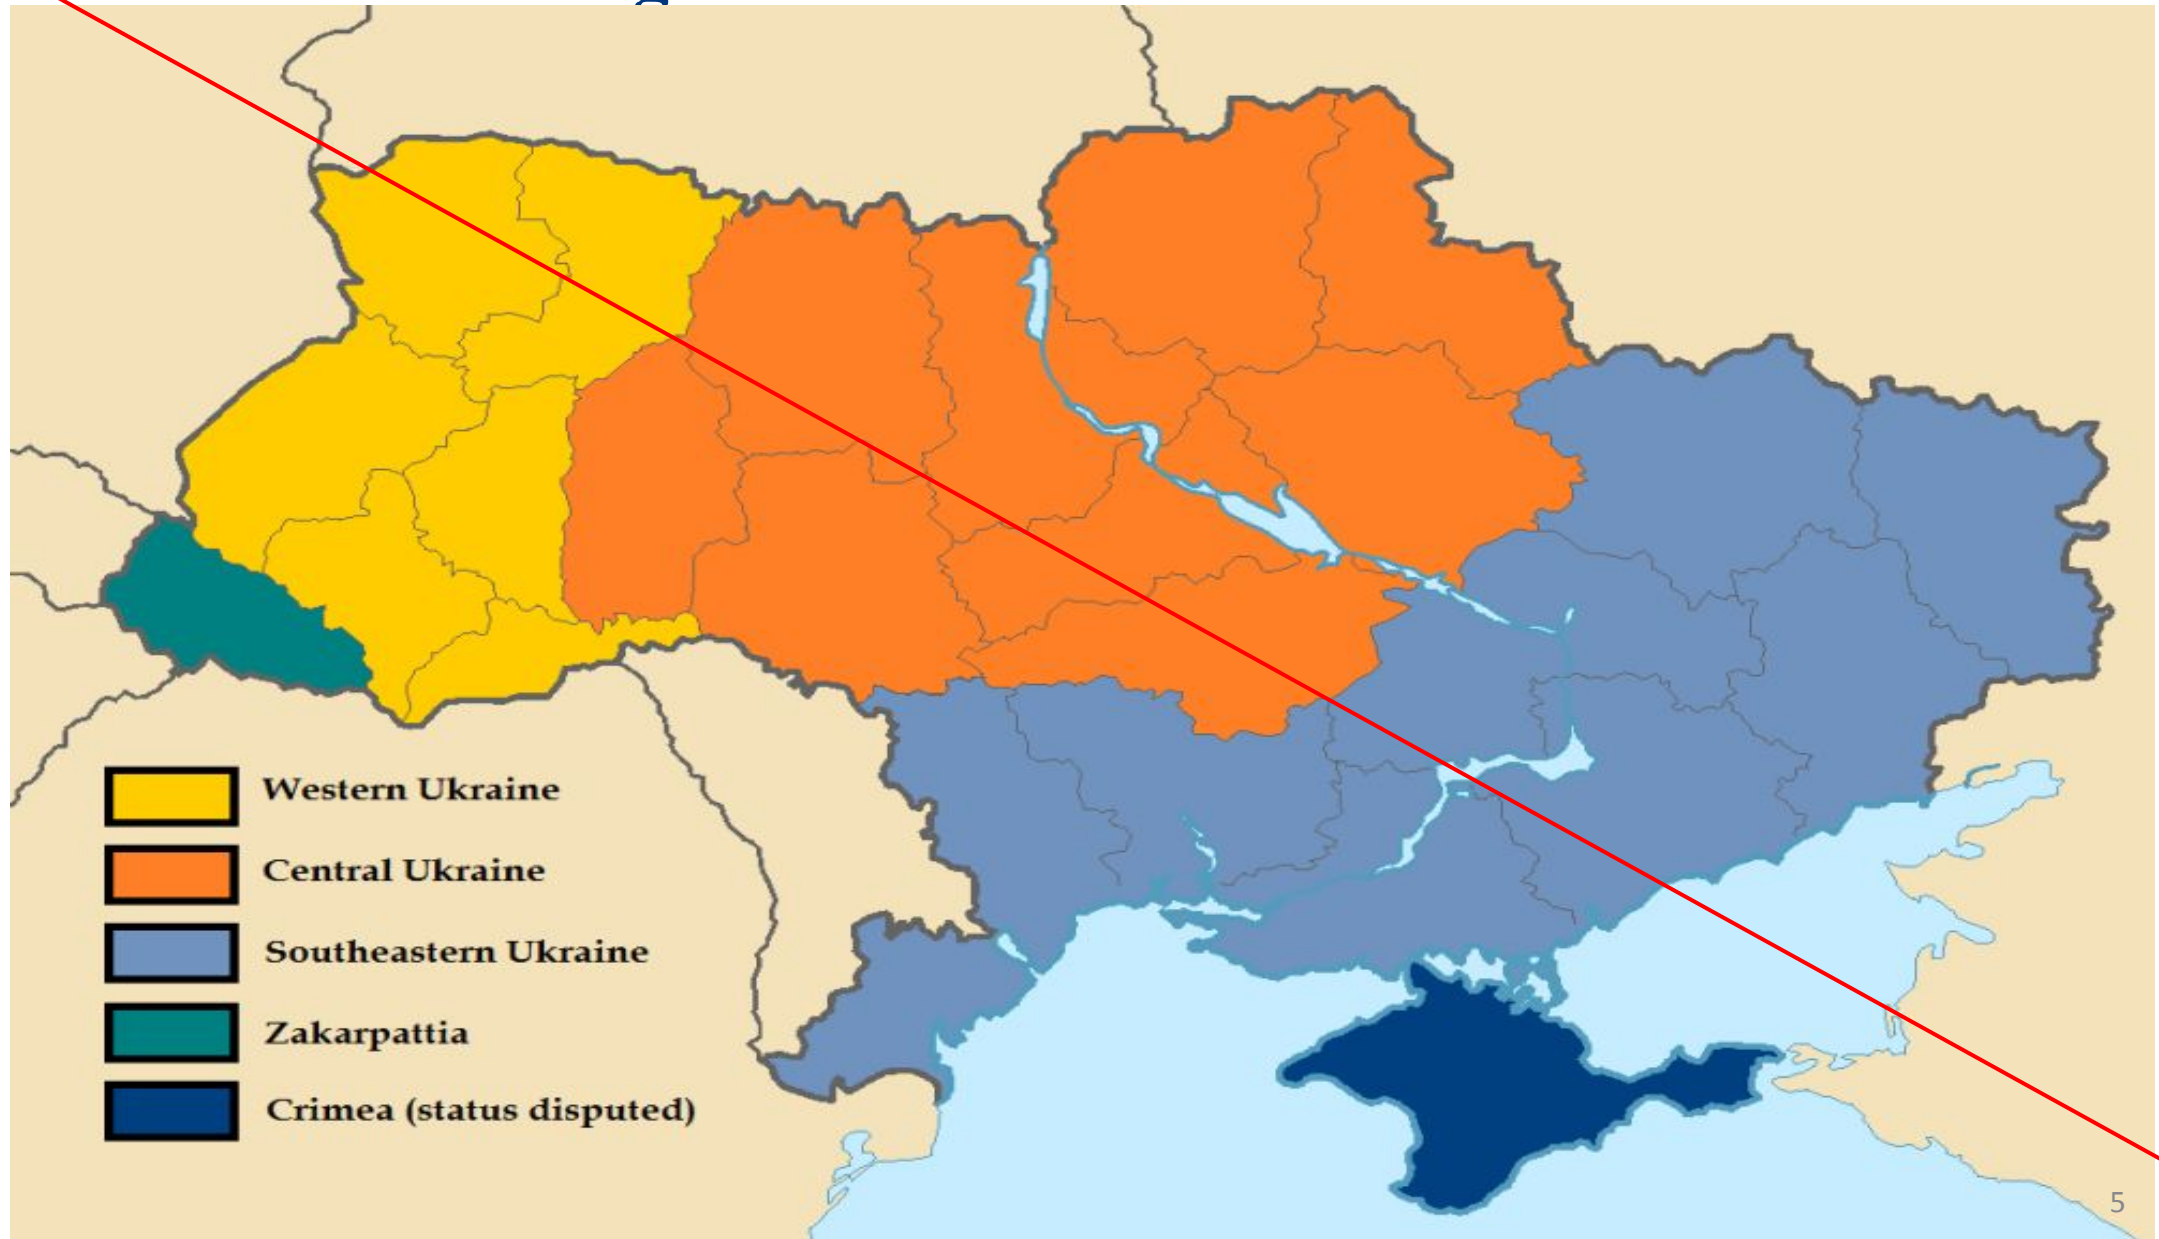 Western Ukraine
Central Ukraine
Southeastern Ukraine
Zakarpattia
Crimea (status disputed)
5